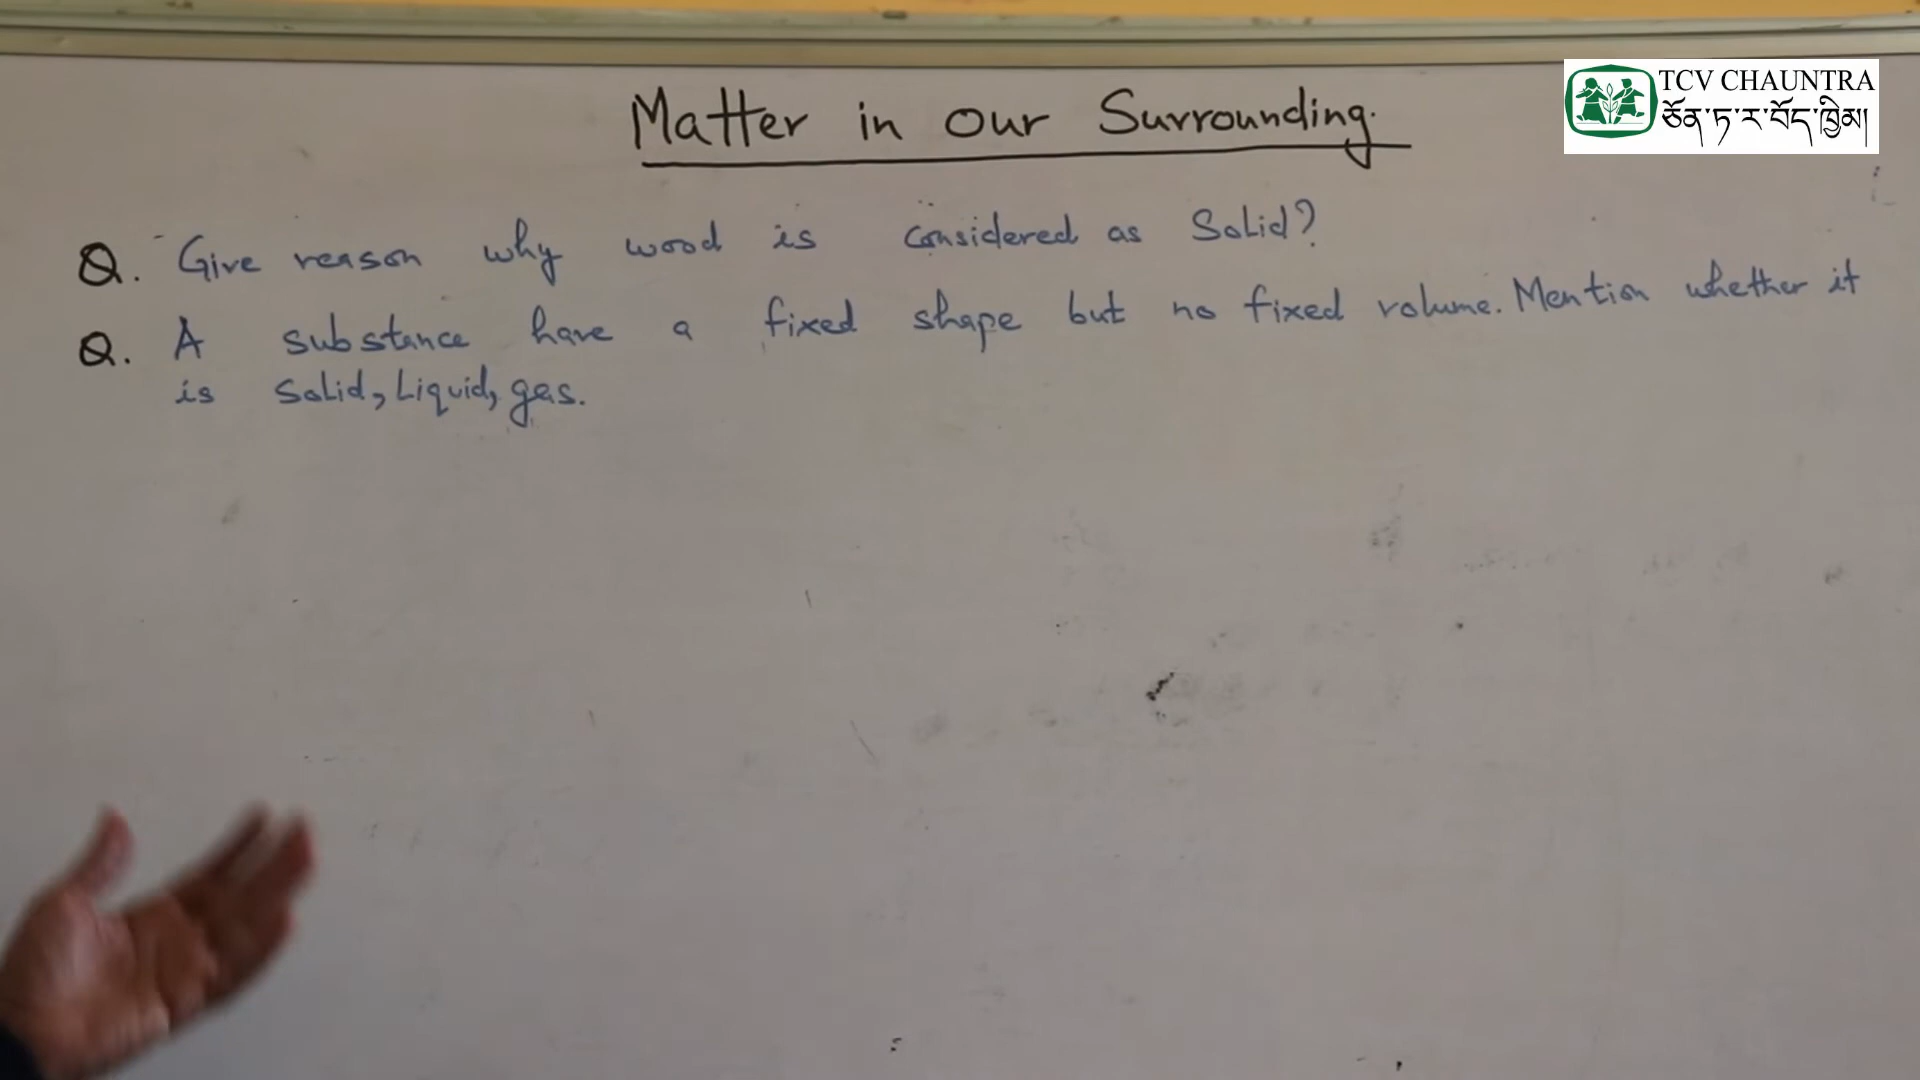 Matter in our Surrounding.
TCV CHAUNTRA
ཅོན་ཏ་ར་བོད་ཁྱིམ།
Q. Give reason why wood is considered as Solid?
Q. A substance have a fixed shape but no fixed volume. Mention whether it
is Solid, Liquid, gas.